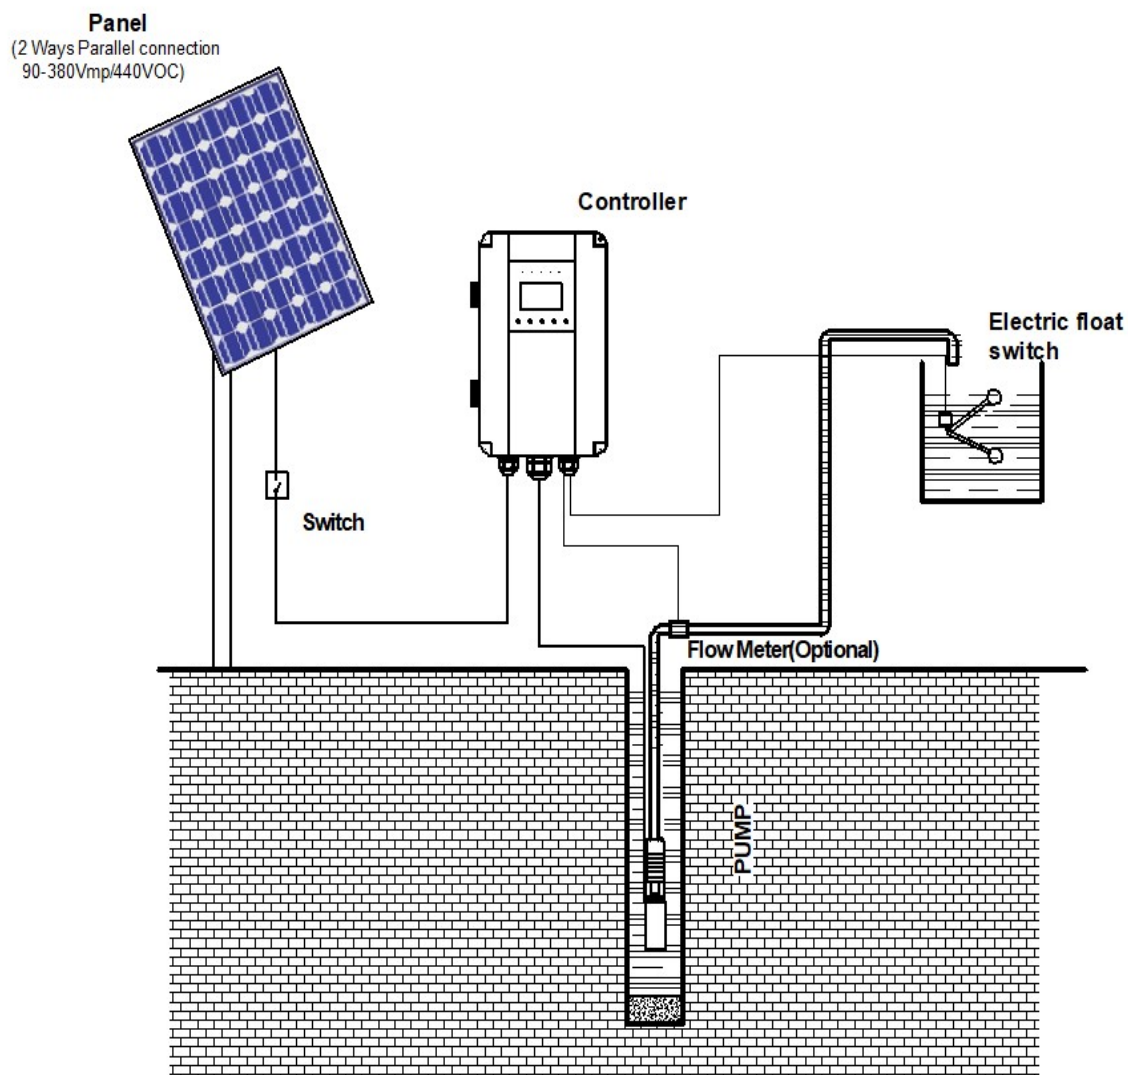 Panel
(2 Ways Parallel connection
90-380Vmp/440VOC)
Controller
Electric float
switch
Switch
Flow Meter(Optional)
PUMP